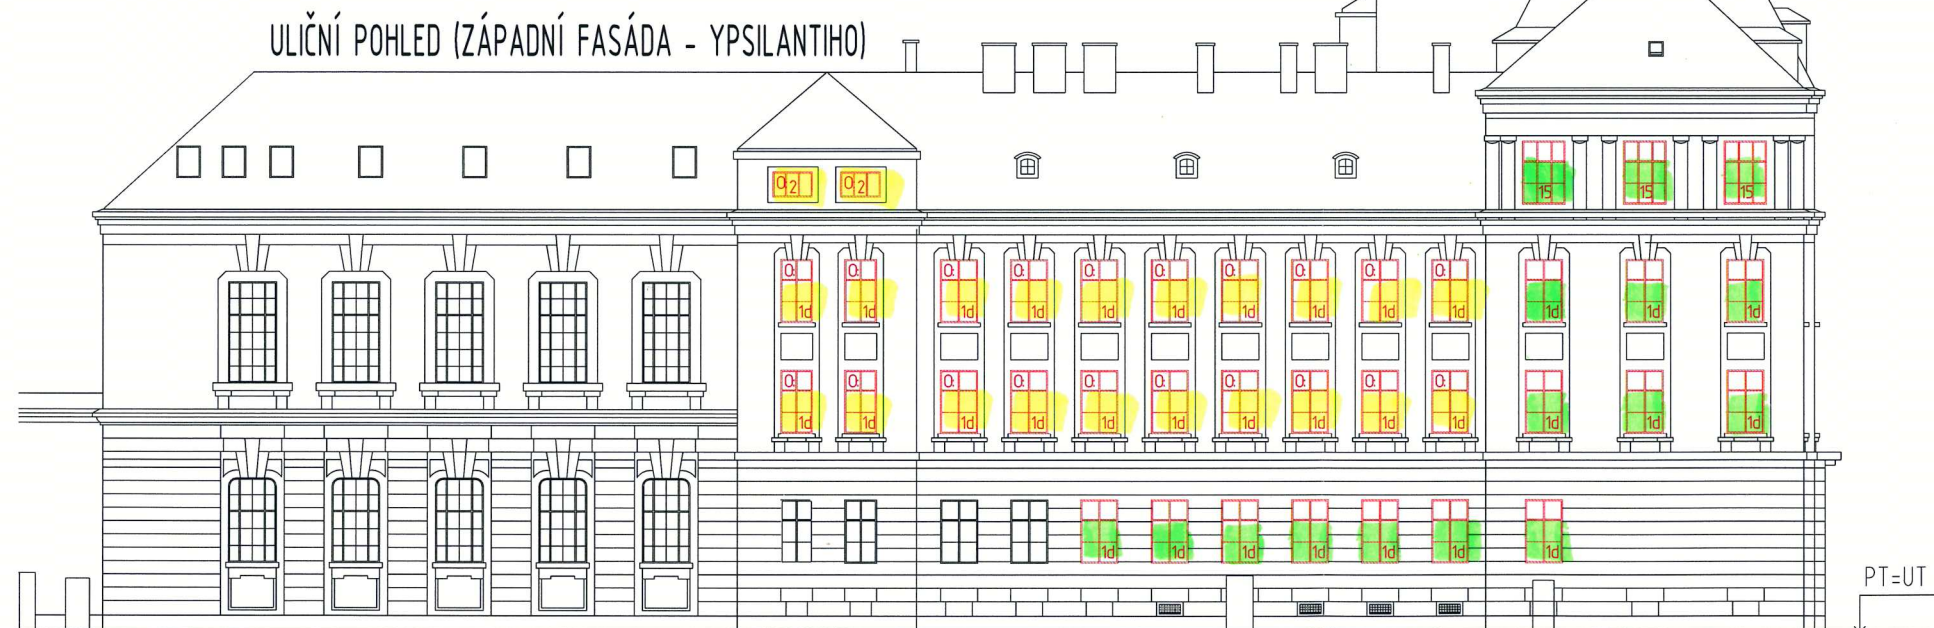 ULIČNÍ POHLED (ZÁPADNÍ FASÁDA - YPSILANTIHO)
O2 O2 15 15 15
O: O: O: O: O: O: O: O: O: O:
1d 1d 1d 1d 1d 1d 1d 1d 1d 1d 1d 1d 1d
O: O: O: O: O: O: O: O: O: O:
1d 1d 1d 1d 1d 1d 1d 1d 1d 1d 1d 1d 1d
1d 1d 1d 1d 1d 1d 1d
PT=UT